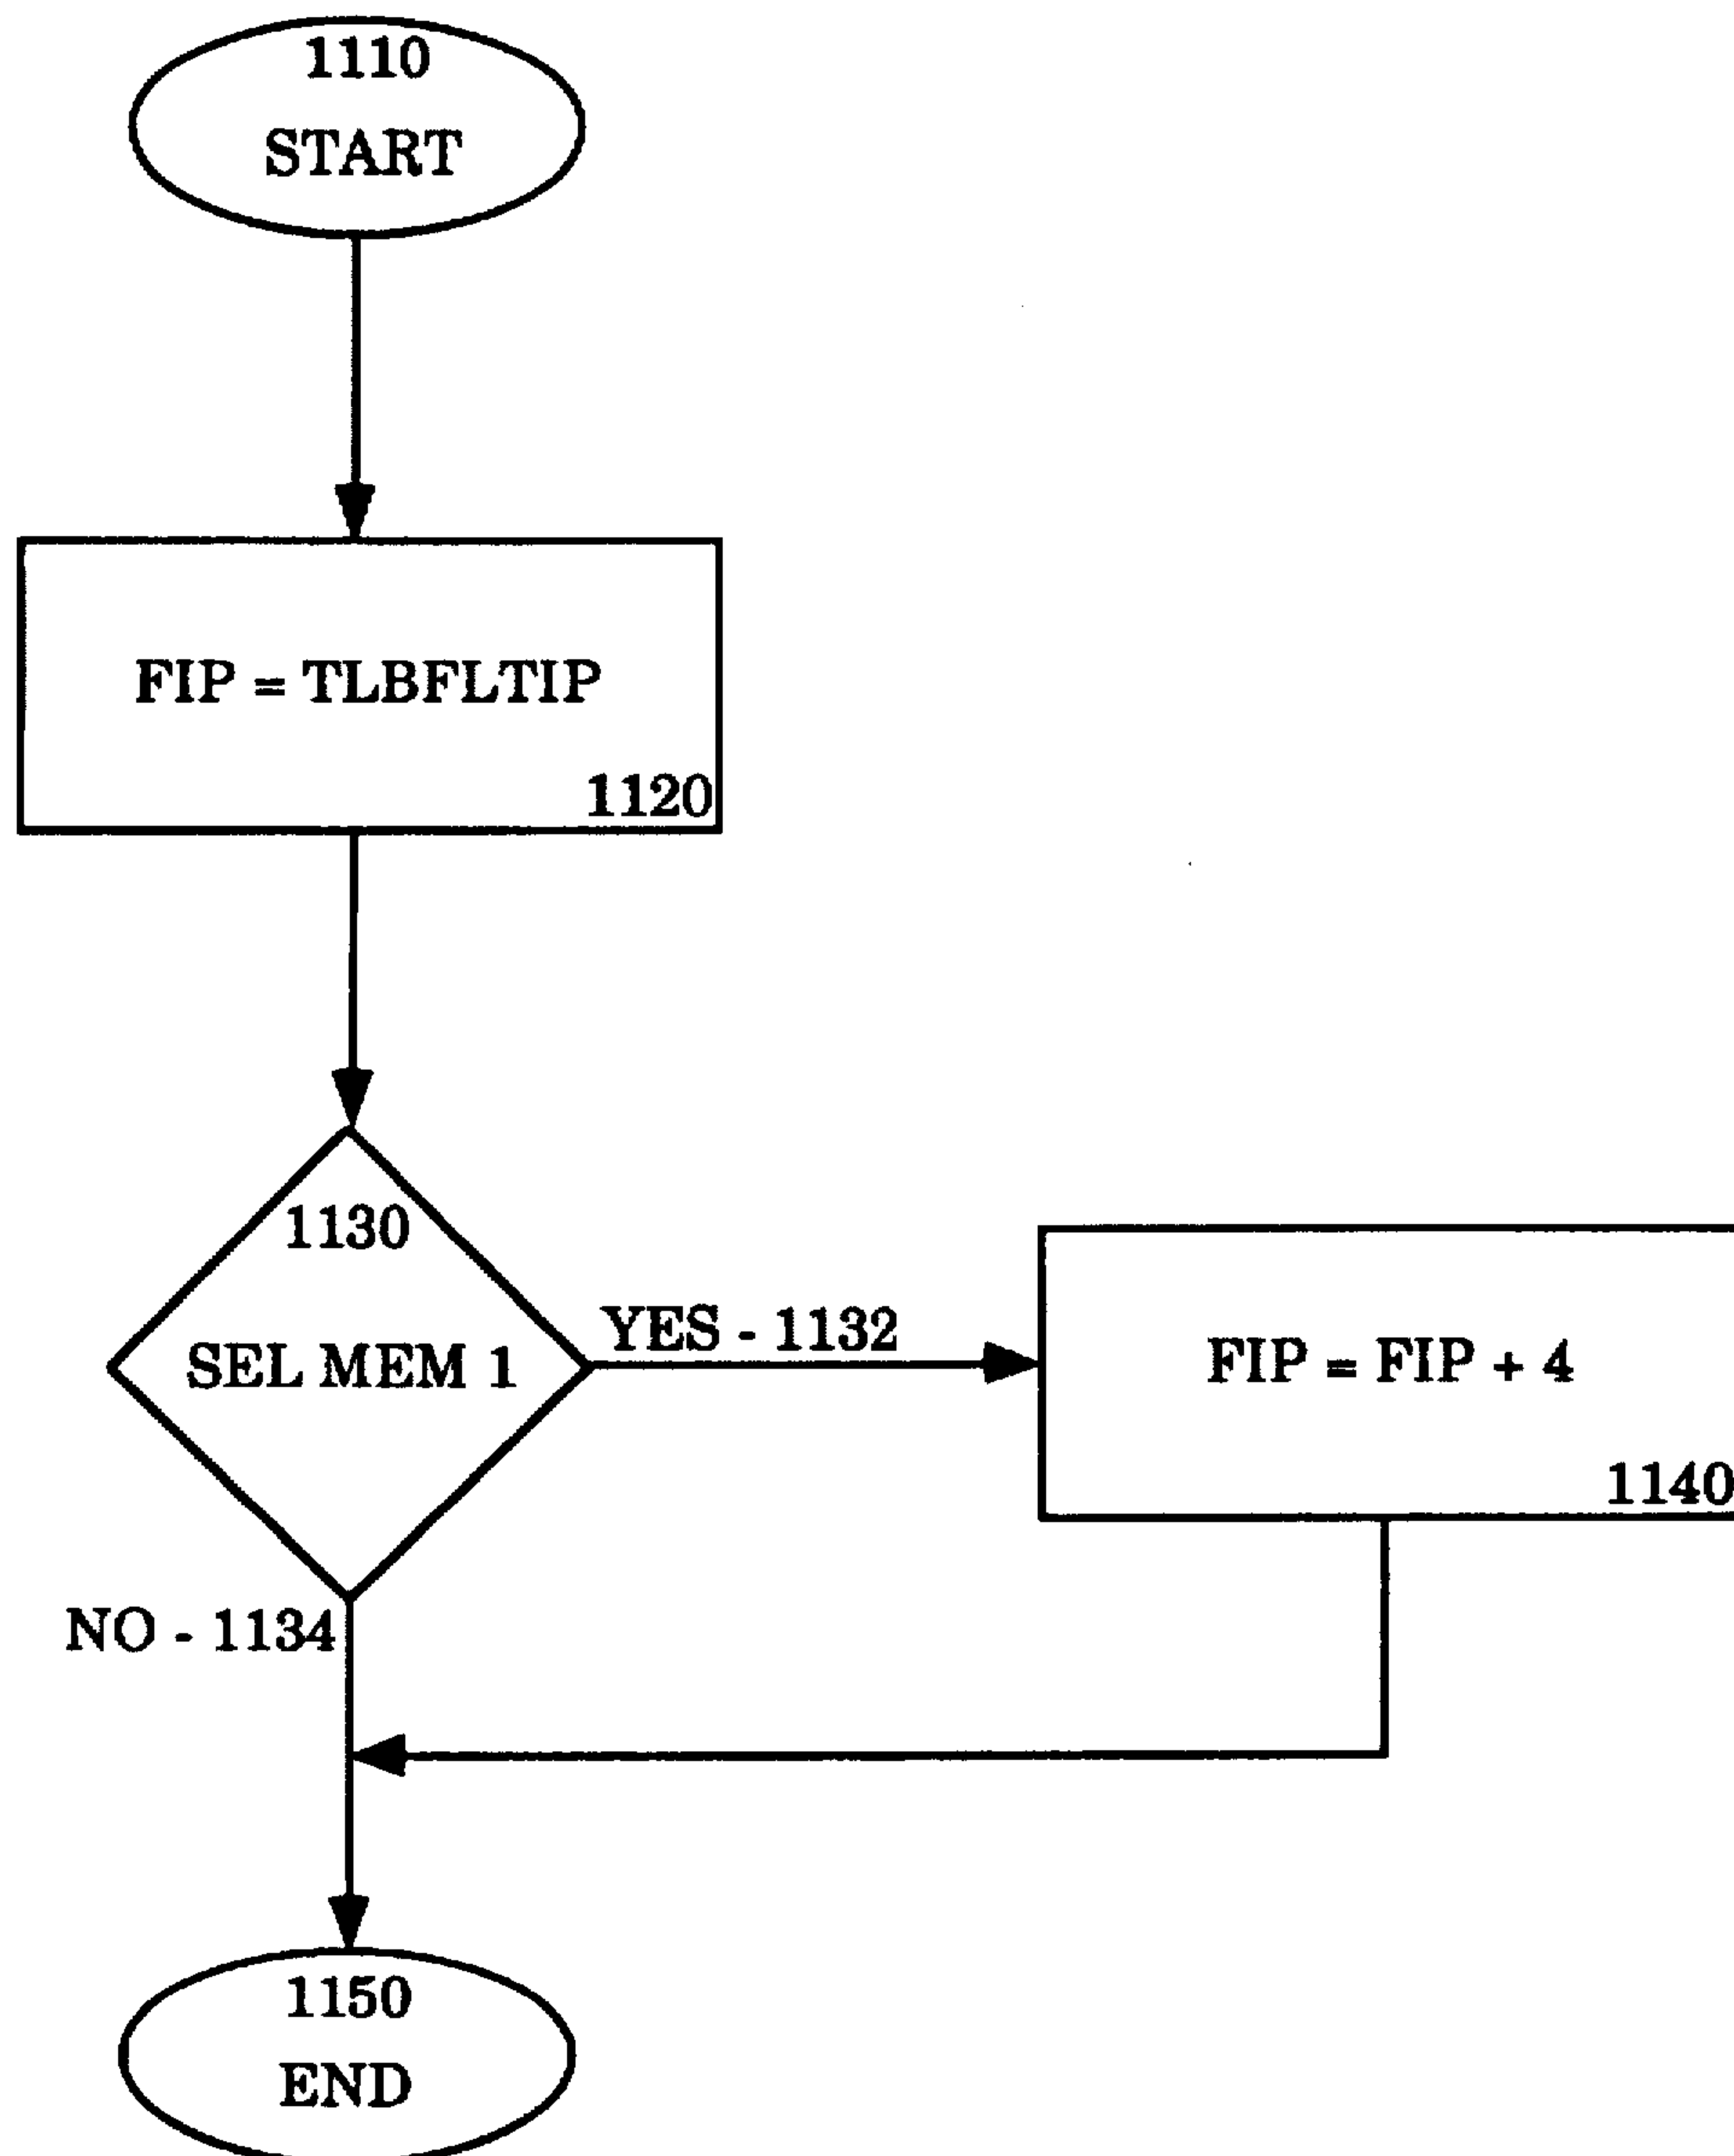 1110
START
FIP = TLBFLTIP
1120
1130
SEL MEM 1
YES - 1132
FIP = FIP + 4
1140
NO - 1134
1150
END